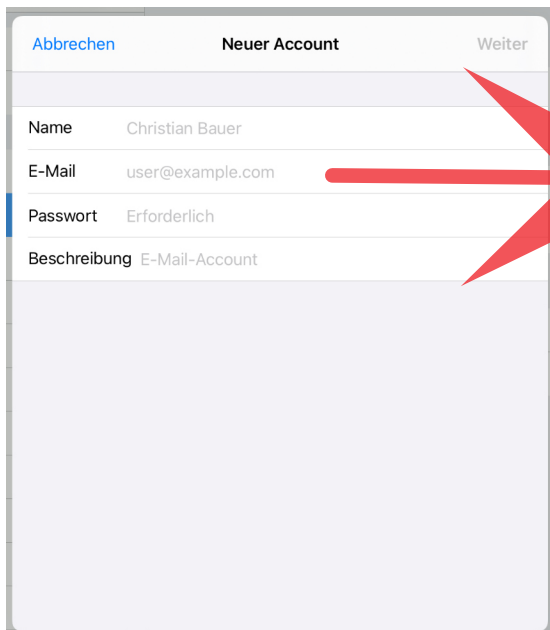 Abbrechen Neuer Account Weiter
Name Christian Bauer
E-Mail user@example.com
Passwort Erforderlich
Beschreibung E-Mail-Account